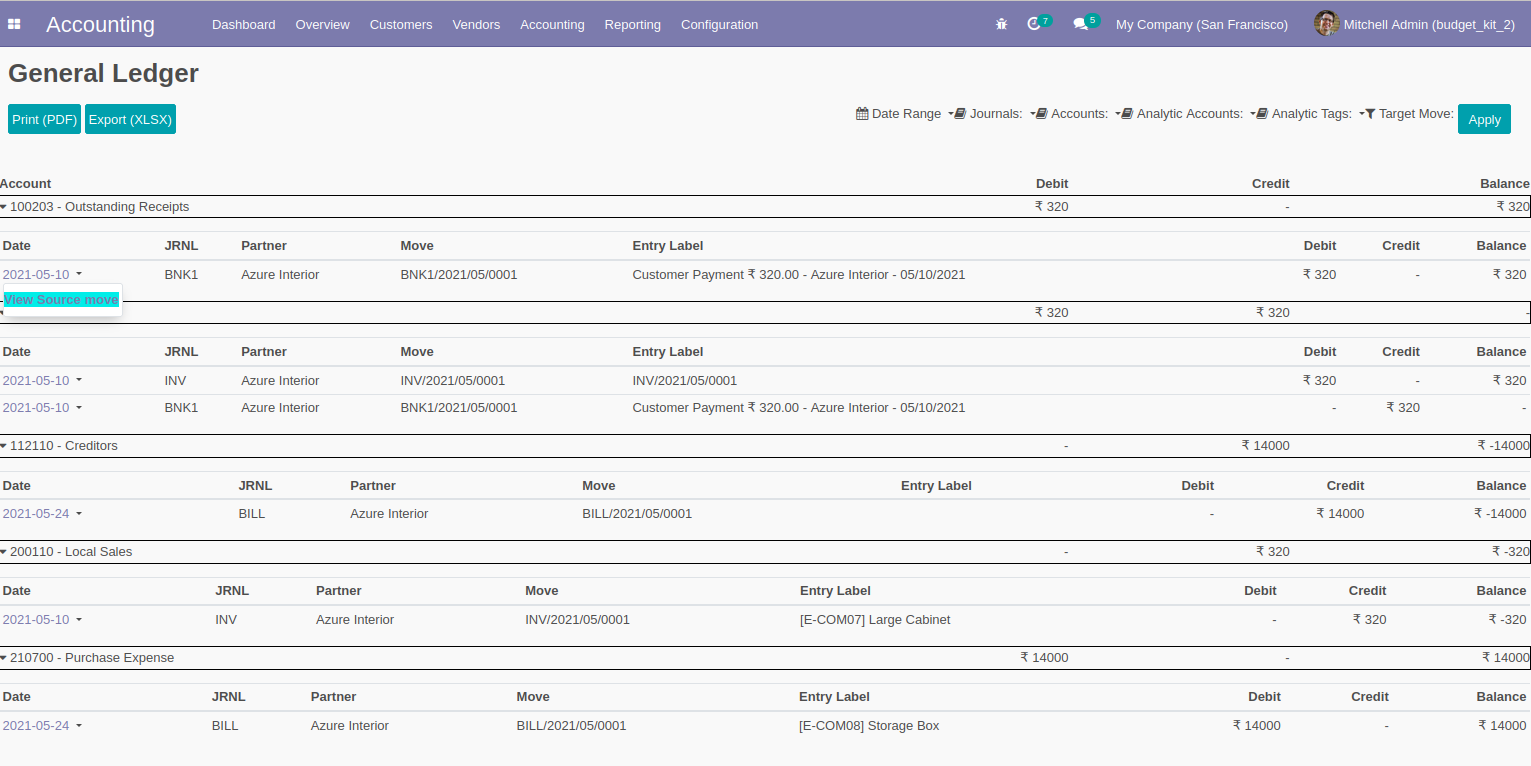 Accounting Dashboard Overview Customers Vendors Accounting Reporting Configuration 7 5 My Company (San Francisco) Mitchell Admin (budget_kit_2)
General Ledger
Print (PDF) Export (XLSX) Date Range Journals: Accounts: Analytic Accounts: Analytic Tags: Target Move: Apply
Account Debit Credit Balance
100203 - Outstanding Receipts ₹ 320 - ₹ 320
Date JRNL Partner Move Entry Label Debit Credit Balance
2021-05-10 BNK1 Azure Interior BNK1/2021/05/0001 Customer Payment ₹ 320.00 - Azure Interior - 05/10/2021 ₹ 320 - ₹ 320
View Source move
₹ 320 ₹ 320 -
Date JRNL Partner Move Entry Label Debit Credit Balance
2021-05-10 INV Azure Interior INV/2021/05/0001 INV/2021/05/0001 ₹ 320 - ₹ 320
2021-05-10 BNK1 Azure Interior BNK1/2021/05/0001 Customer Payment ₹ 320.00 - Azure Interior - 05/10/2021 - ₹ 320 -
112110 - Creditors - ₹ 14000 ₹ -14000
Date JRNL Partner Move Entry Label Debit Credit Balance
2021-05-24 BILL Azure Interior BILL/2021/05/0001 - ₹ 14000 ₹ -14000
200110 - Local Sales - ₹ 320 ₹ -320
Date JRNL Partner Move Entry Label Debit Credit Balance
2021-05-10 INV Azure Interior INV/2021/05/0001 [E-COM07] Large Cabinet - ₹ 320 ₹ -320
210700 - Purchase Expense ₹ 14000 - ₹ 14000
Date JRNL Partner Move Entry Label Debit Credit Balance
2021-05-24 BILL Azure Interior BILL/2021/05/0001 [E-COM08] Storage Box ₹ 14000 - ₹ 14000